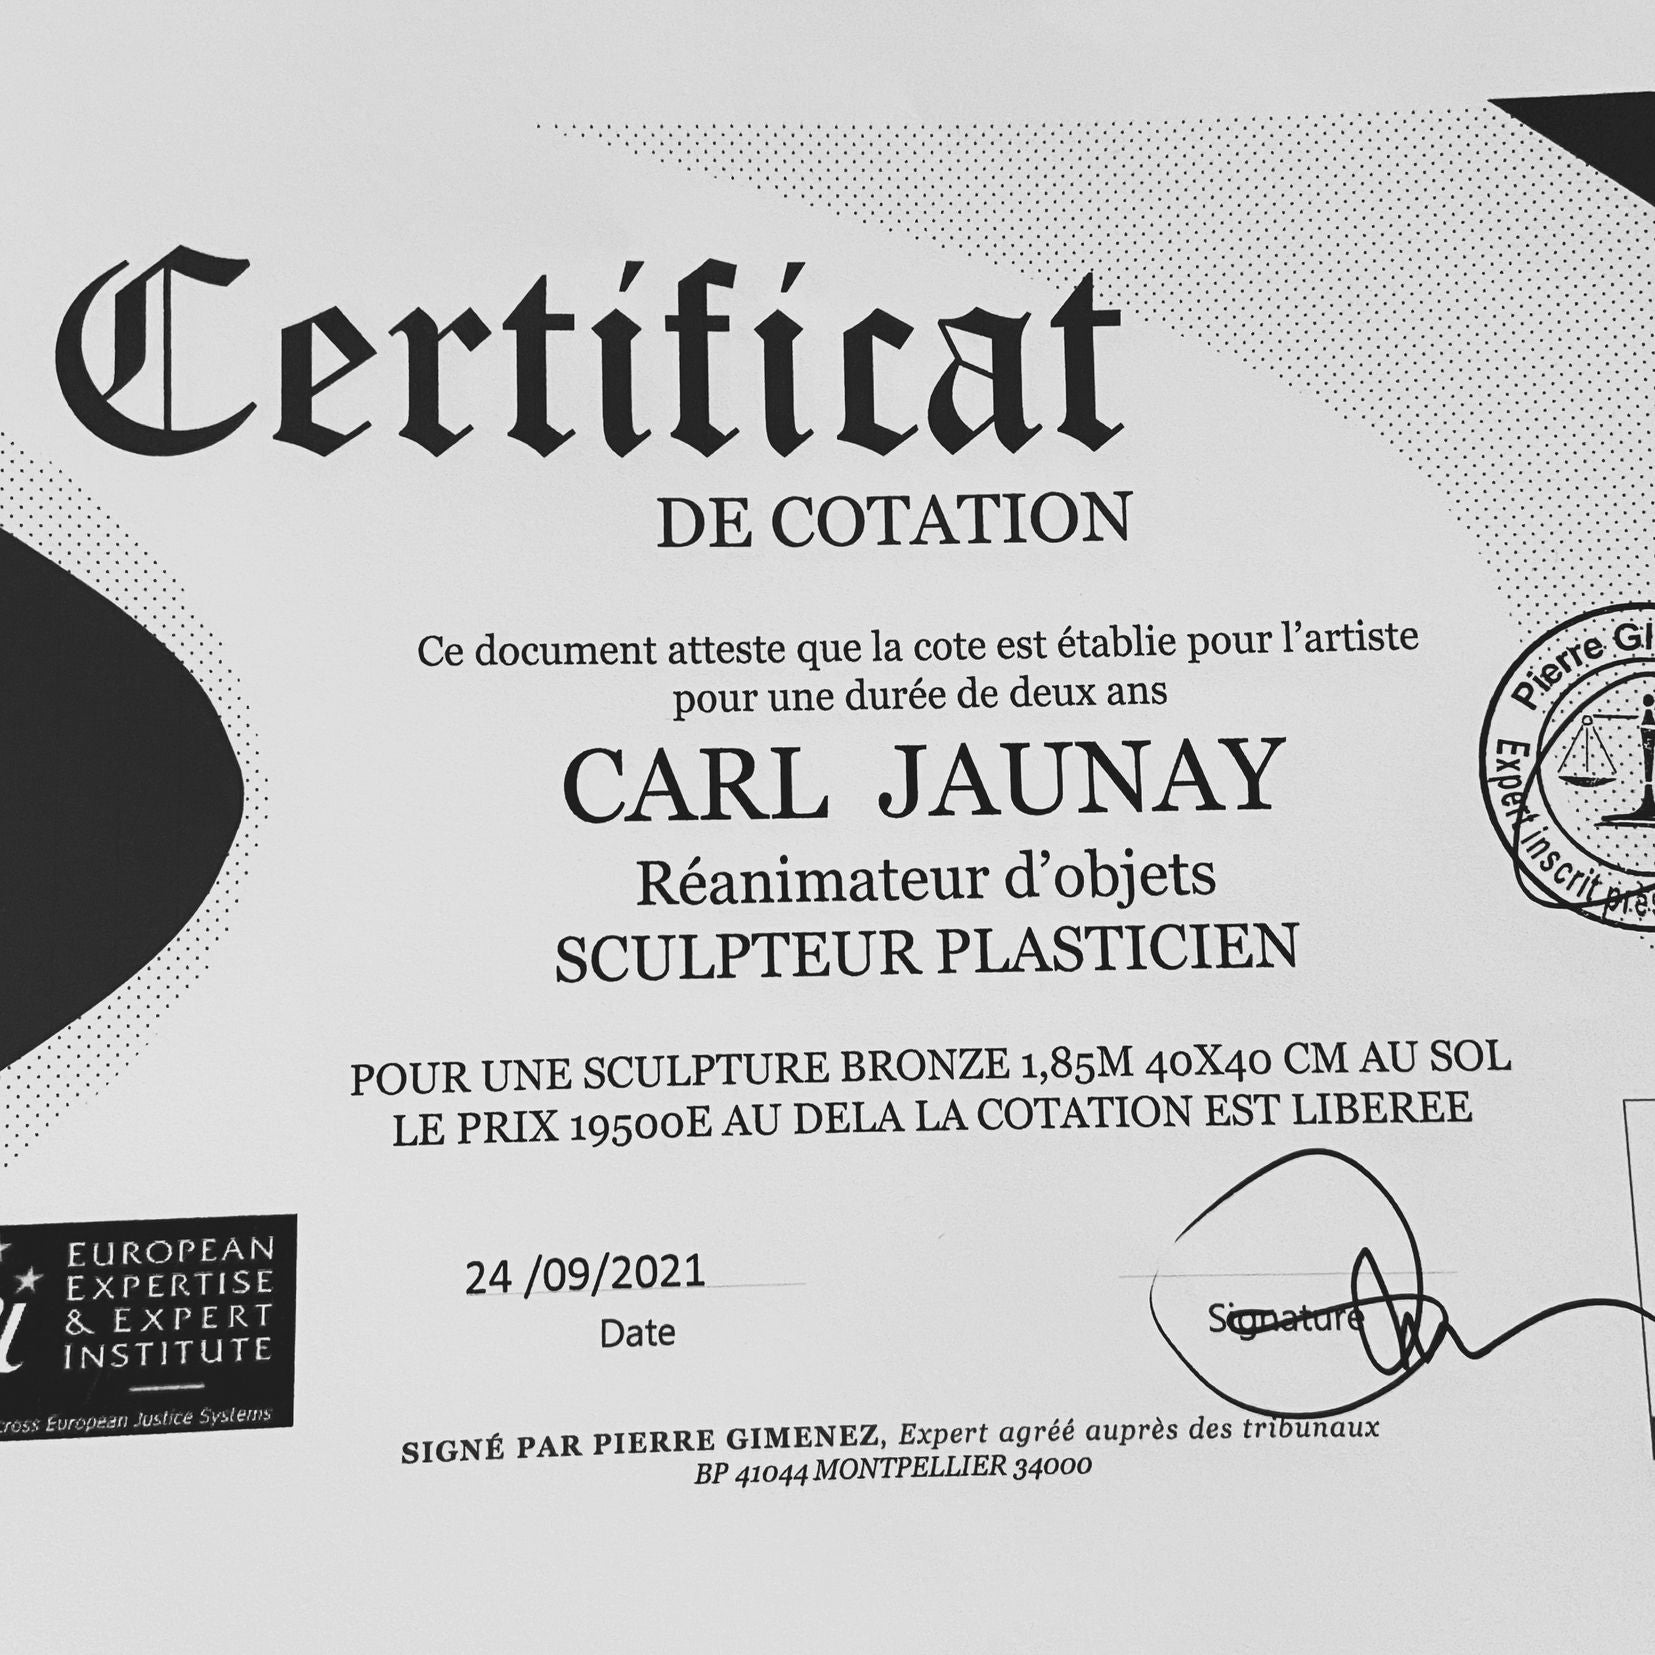 Certificat
DE COTATION
Ce document atteste que la cote est établie pour l'artiste
pour une durée de deux ans
CARL JAUNAY
Réanimateur d'objets
SCULPTEUR PLASTICIEN
Pierre
Expert inscrit près
POUR UNE SCULPTURE BRONZE 1,85M 40X40 CM AU SOL
LE PRIX 19500E AU DELA LA COTATION EST LIBEREE
EUROPEAN
EXPERTISE
& EXPERT
INSTITUTE
European Justice Systems
24 /09/2021
Date
Signature
SIGNÉ PAR PIERRE GIMENEZ, Expert agréé auprès des tribunaux
BP 41044 MONTPELLIER 34000